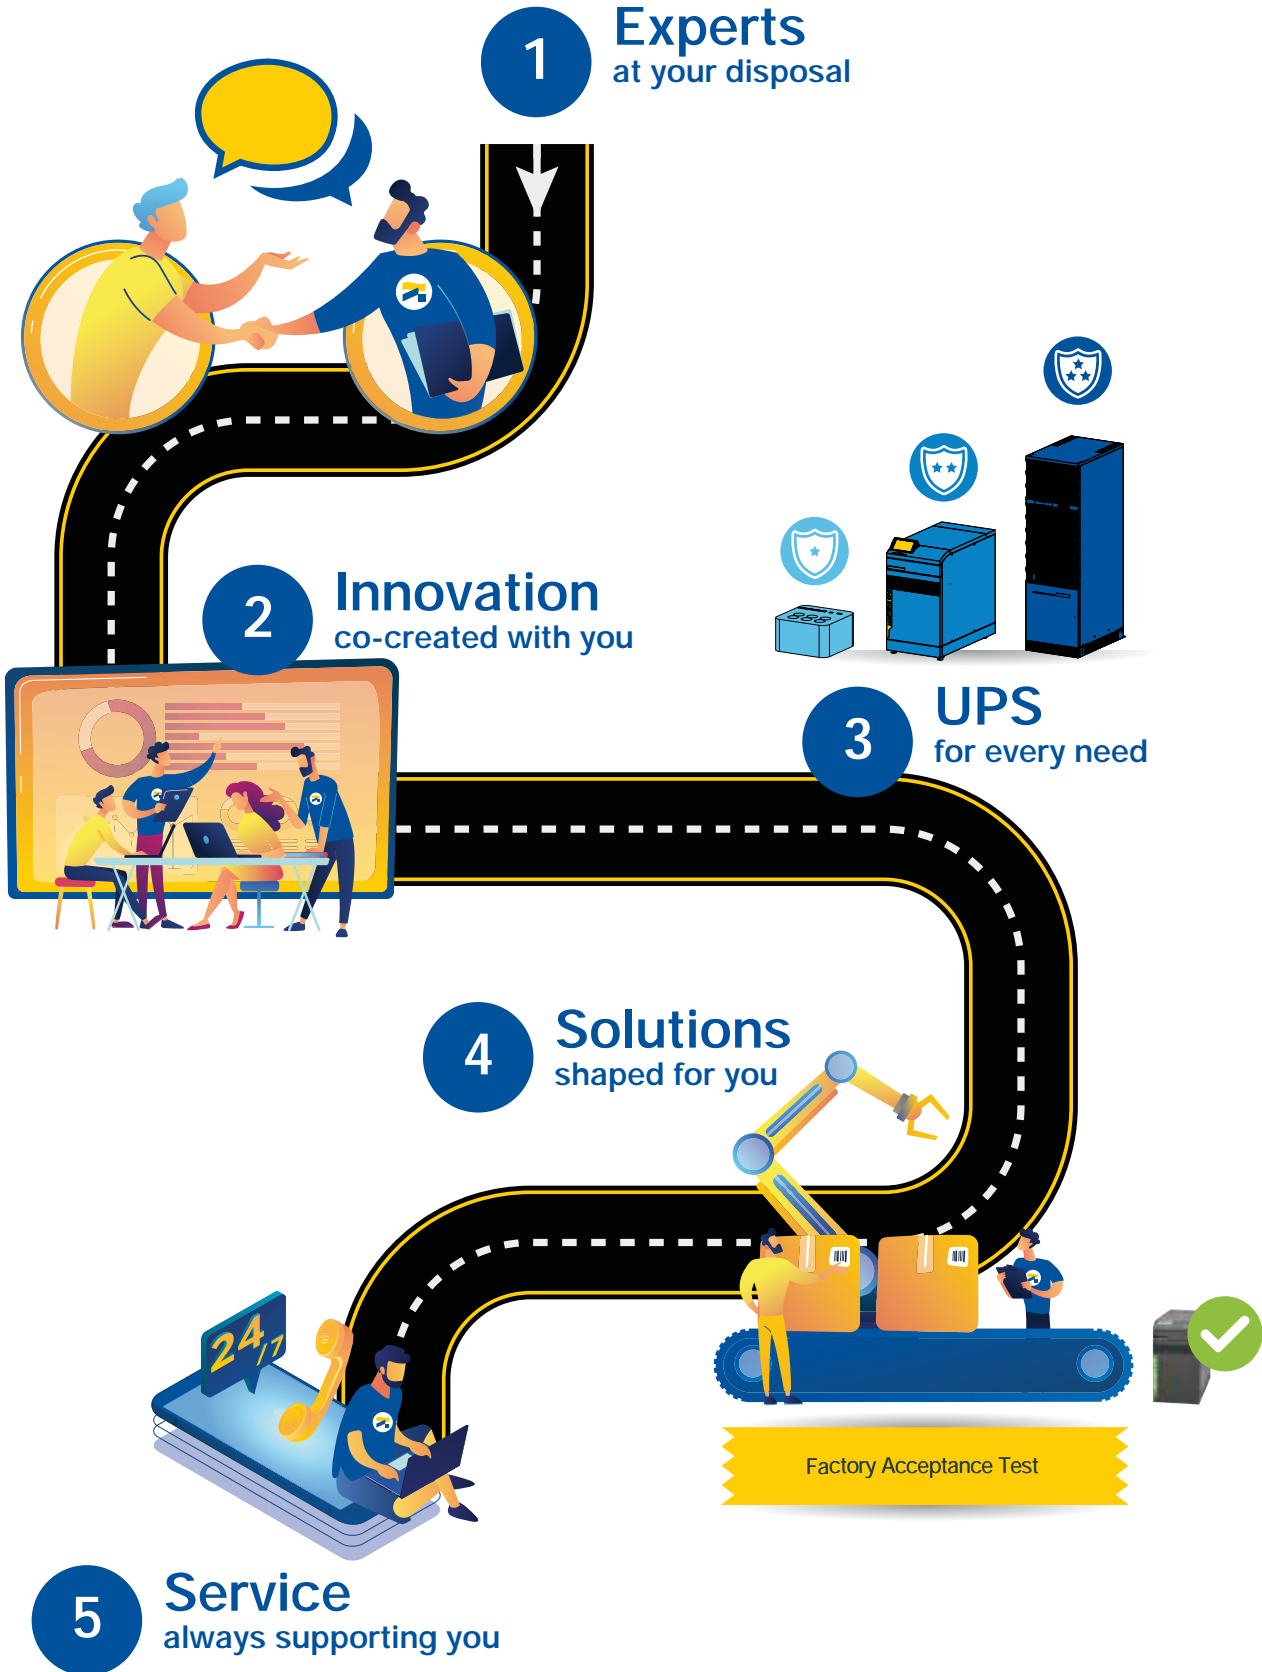 1
Experts
at your disposal
2
Innovation
co-created with you
3
UPS
for every need
4
Solutions
shaped for you
24/7
Factory Acceptance Test
5
Service
always supporting you